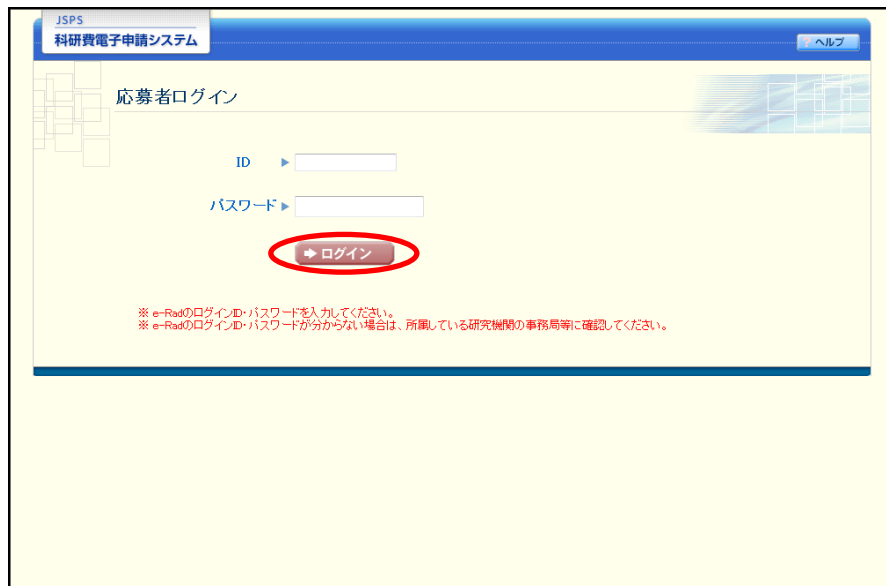 JSPS
科研費電子申請システム
? ヘルプ
応募者ログイン
ID
パスワード
ログイン
※ e-RadのログインID・パスワードを入力してください。
※ e-RadのログインID・パスワードが分からない場合は、所属している研究機関の事務局等に確認してください。